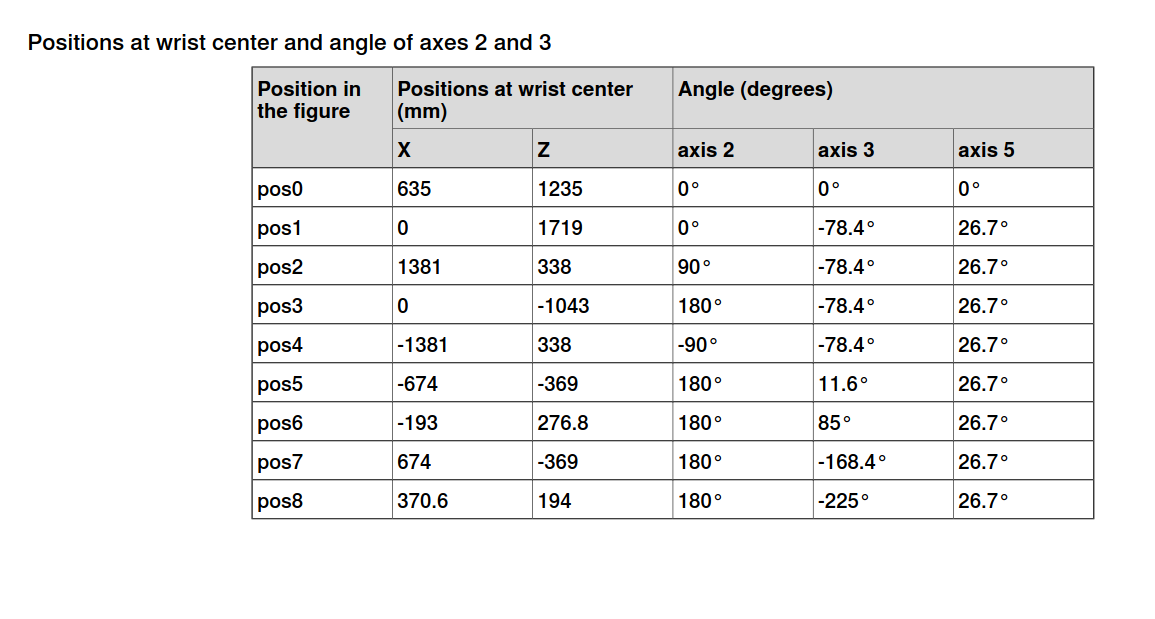 Positions at wrist center and angle of axes 2 and 3
Position in the figure Positions at wrist center (mm) Angle (degrees)
X Z axis 2 axis 3 axis 5
pos0 635 1235 0° 0° 0°
pos1 0 1719 0° -78.4° 26.7°
pos2 1381 338 90° -78.4° 26.7°
pos3 0 -1043 180° -78.4° 26.7°
pos4 -1381 338 -90° -78.4° 26.7°
pos5 -674 -369 180° 11.6° 26.7°
pos6 -193 276.8 180° 85° 26.7°
pos7 674 -369 180° -168.4° 26.7°
pos8 370.6 194 180° -225° 26.7°